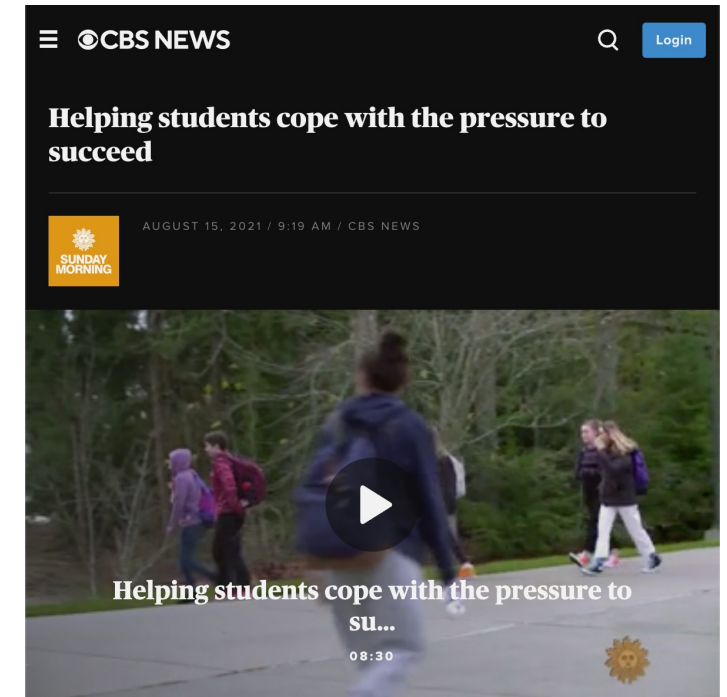 CBS NEWS
Login
Helping students cope with the pressure to
succeed
SUNDAY
MORNING
AUGUST 15, 2021 / 9:19 AM / CBS NEWS
Helping students cope with the pressure to
su...
08:30